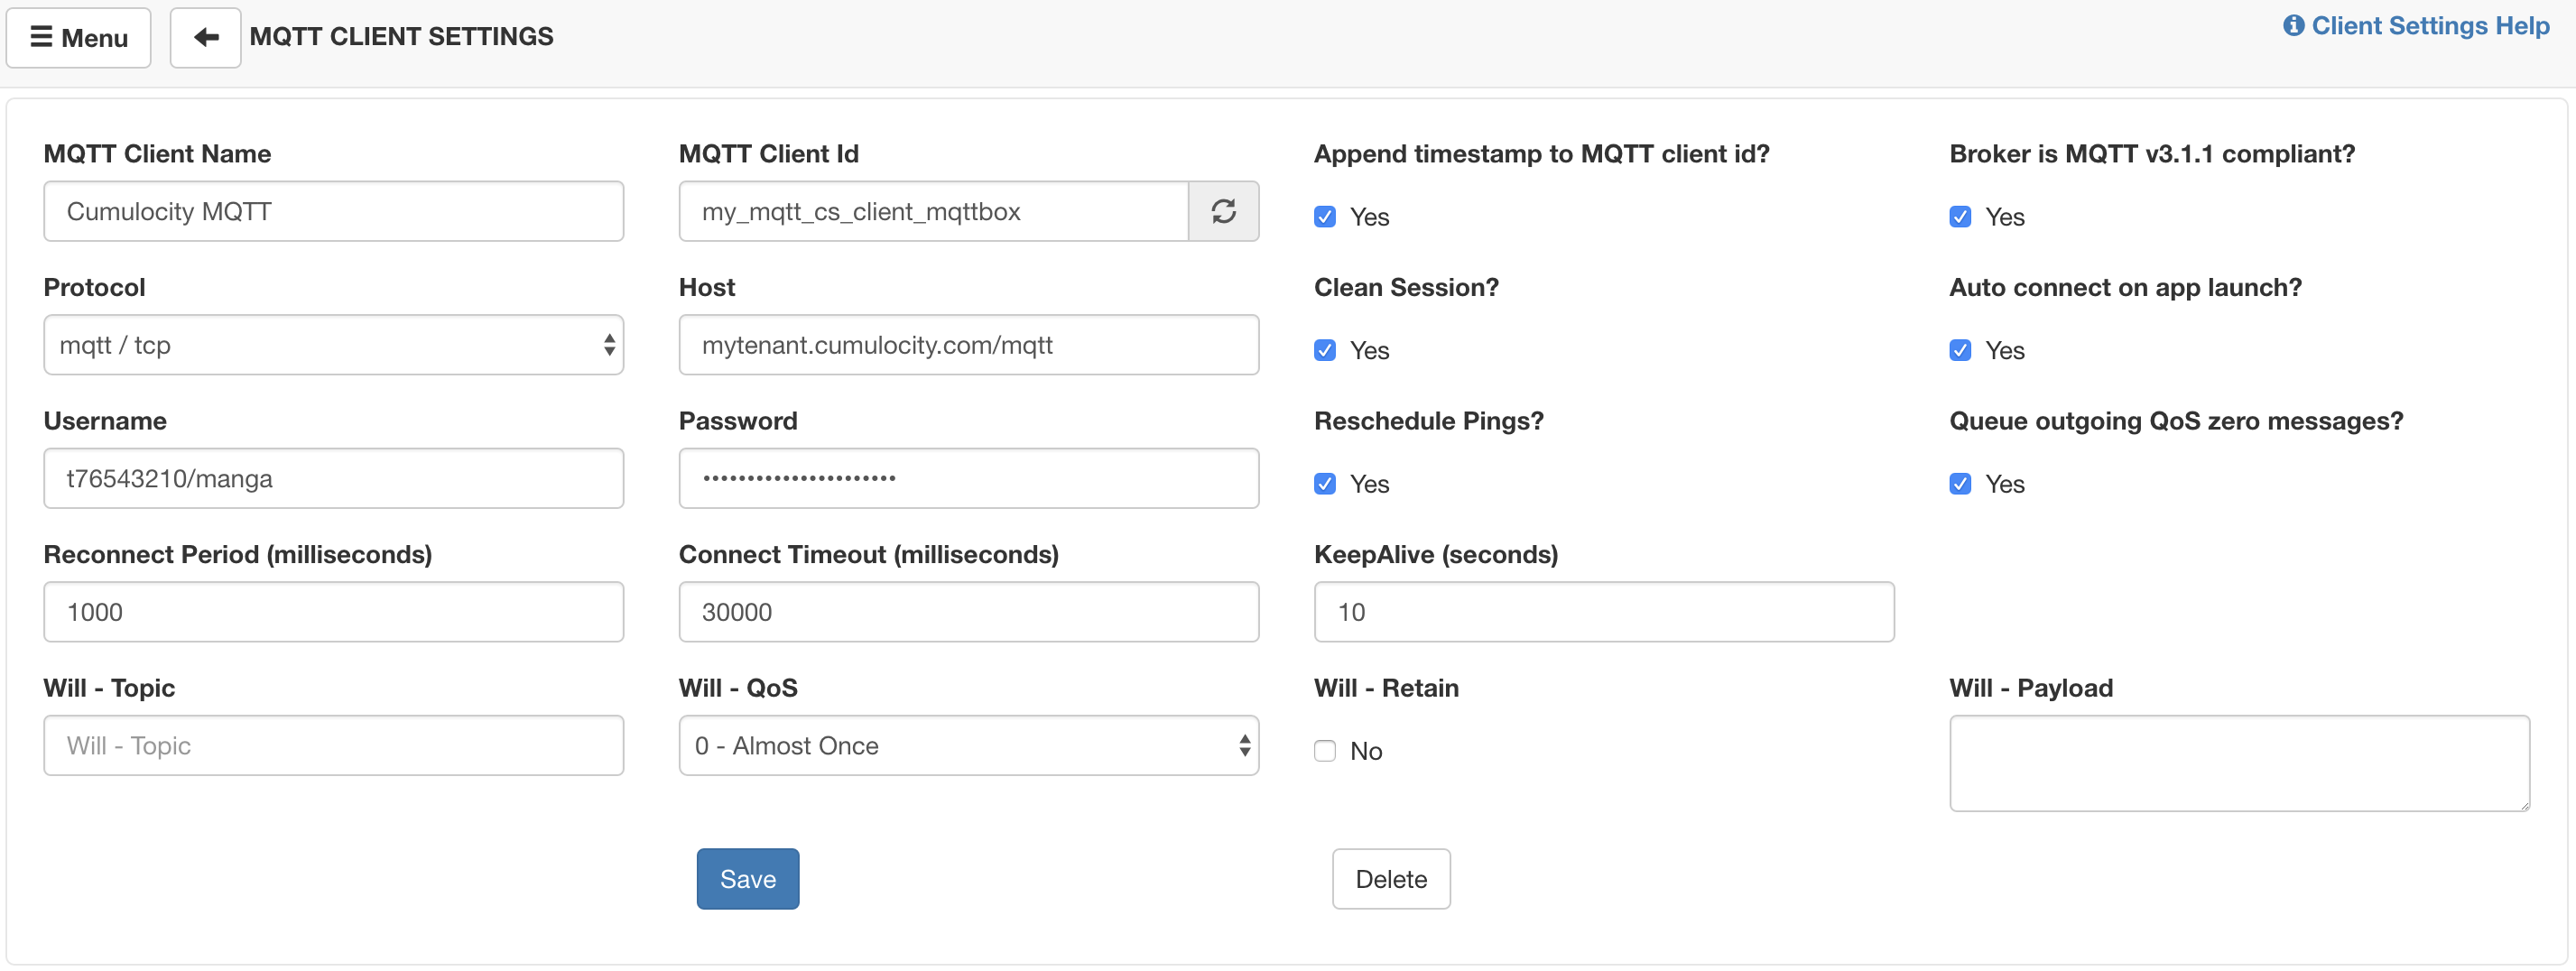 Menu
MQTT CLIENT SETTINGS
Client Settings Help
MQTT Client Name
MQTT Client Id
Append timestamp to MQTT client id?
Broker is MQTT v3.1.1 compliant?
Cumulocity MQTT
my_mqtt_cs_client_mqttbox
Yes
Yes
Protocol
Host
Clean Session?
Auto connect on app launch?
mqtt / tcp
mytenant.cumulocity.com/mqtt
Yes
Yes
Username
Password
Reschedule Pings?
Queue outgoing QoS zero messages?
t76543210/manga
••••••••••••••••••••••
Yes
Yes
Reconnect Period (milliseconds)
Connect Timeout (milliseconds)
KeepAlive (seconds)
1000
30000
10
Will - Topic
Will - QoS
Will - Retain
Will - Payload
Will - Topic
0 - Almost Once
No
Save
Delete